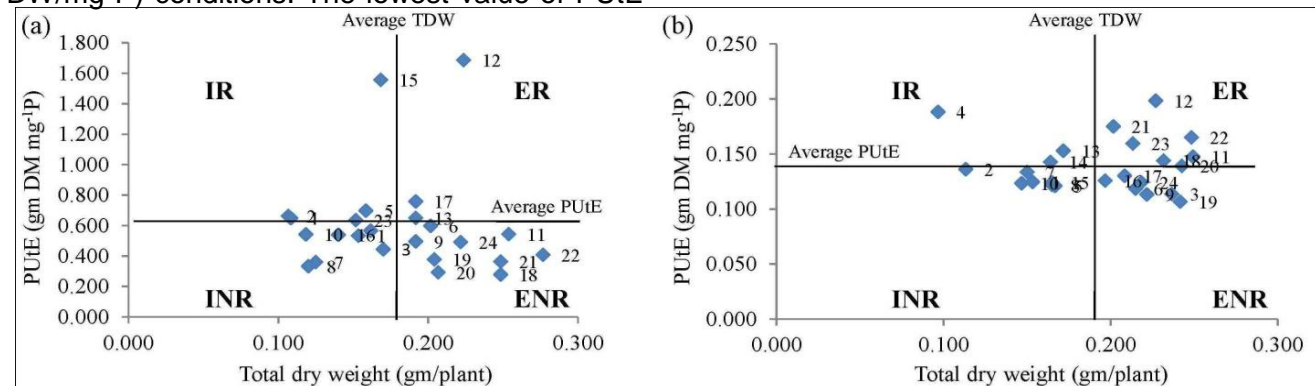 DW/mg P) conditions. The lowest value of PUtE
(a) Average TDW
PUtE (gm DM mg-1P)
1.800
1.600
1.400
1.200
1.000
0.800
0.600
0.400
0.200
0.000
IR ER
15 12
Average PUtE
2 5 17
23 13
10 16 1 6 11
3 9 24 22
8 7 19 21
20 18
INR ENR
0.000 0.100 0.200 0.300
Total dry weight (gm/plant)
(b) Average TDW
PUtE (gm DM mg-1P)
0.250
0.200
0.150
0.100
0.050
0.000
IR ER
4 12
21
23 22
13
Average PUtE 14 18 11
2 7 20
10 15 16 17 24
6 9 3
19
INR ENR
0.000 0.100 0.200 0.300
Total dry weight (gm/plant)